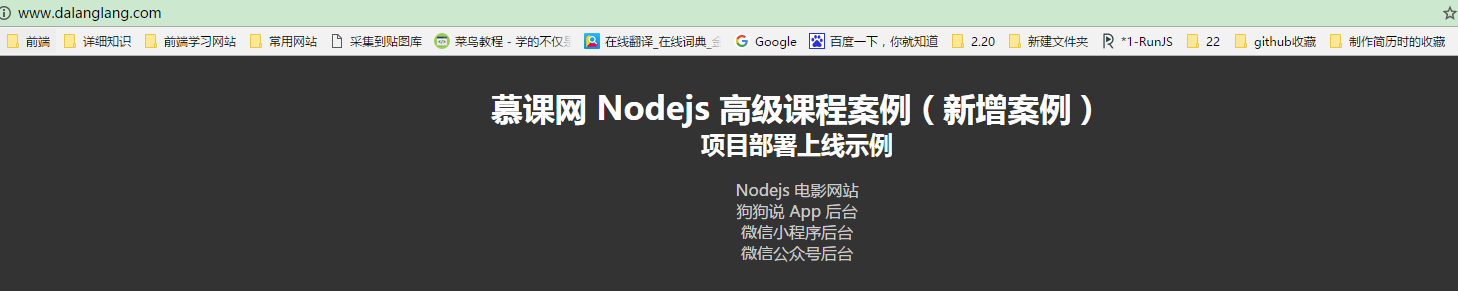 www.dalanglang.com
前端 详细知识 前端学习网站 常用网站 采集到贴图库 菜鸟教程 - 学的不仅是 在线翻译_在线词典_ Google 百度一下，你就知道 2.20 新建文件夹 *1-RunJS 22 github收藏 制作简历时的收藏
慕课网 Nodejs 高级课程案例（新增案例）
项目部署上线示例
Nodejs 电影网站
狗狗说 App 后台
微信小程序后台
微信公众号后台